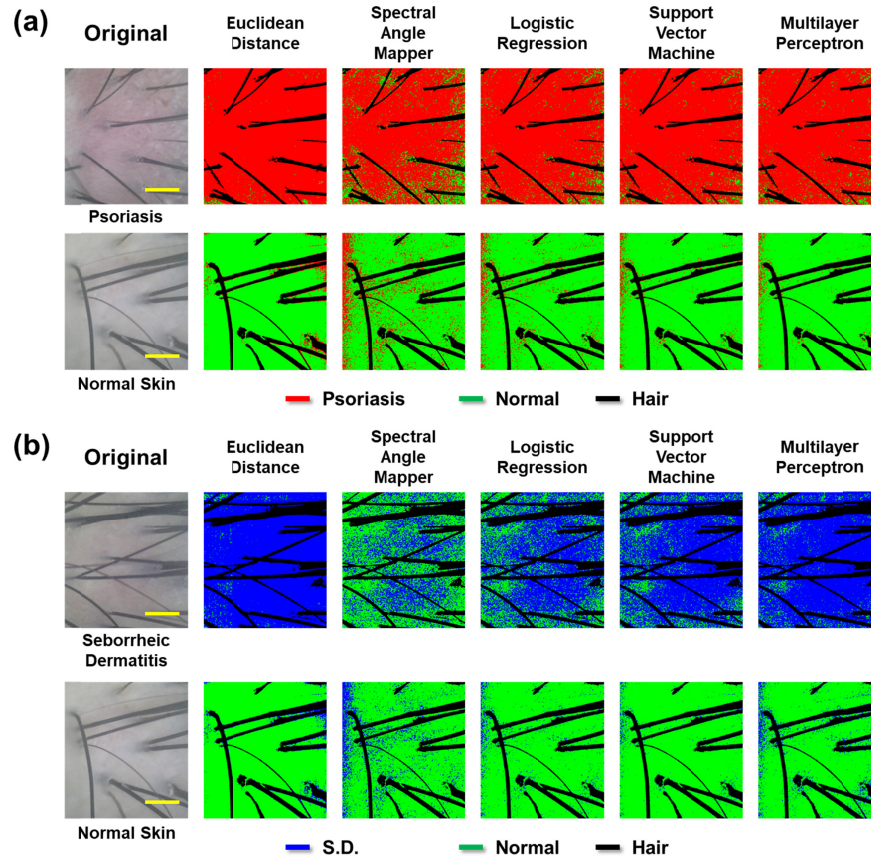 (a)
Original
Euclidean
Distance
Spectral
Angle
Mapper
Logistic
Regression
Support
Vector
Machine
Multilayer
Perceptron
Psoriasis
Normal Skin
Psoriasis
Normal
Hair
(b)
Original
Euclidean
Distance
Spectral
Angle
Mapper
Logistic
Regression
Support
Vector
Machine
Multilayer
Perceptron
Seborrheic
Dermatitis
Normal Skin
S.D.
Normal
Hair